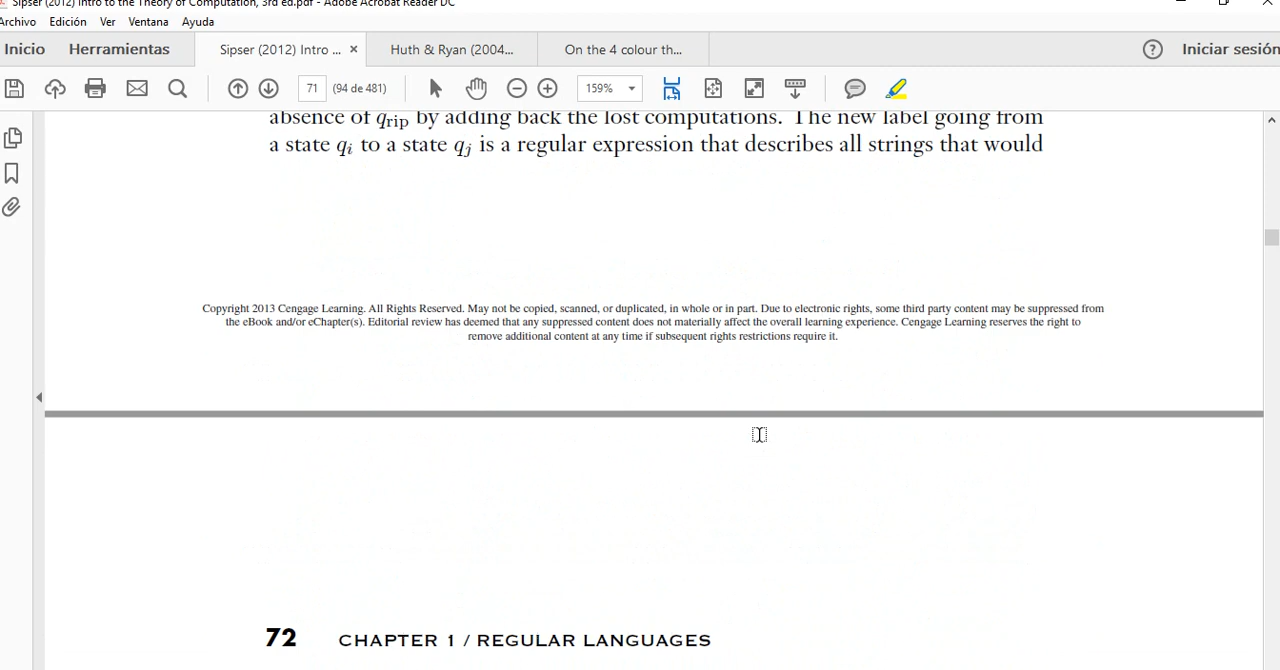 Sipser (2012) Intro to the Theory of Computation, 3rd ed.pdf - Adobe Acrobat Reader DC
Archivo Edición Ver Ventana Ayuda
Inicio Herramientas Sipser (2012) Intro ... × Huth & Ryan (2004... On the 4 colour th... ? Iniciar sesión
71 (94 de 481) 159%
absence of qrip by adding back the lost computations. The new label going from
a state qi to a state qj is a regular expression that describes all strings that would
Copyright 2013 Cengage Learning. All Rights Reserved. May not be copied, scanned, or duplicated, in whole or in part. Due to electronic rights, some third party content may be suppressed from
the eBook and/or eChapter(s). Editorial review has deemed that any suppressed content does not materially affect the overall learning experience. Cengage Learning reserves the right to
remove additional content at any time if subsequent rights restrictions require it.
72 CHAPTER 1 / REGULAR LANGUAGES